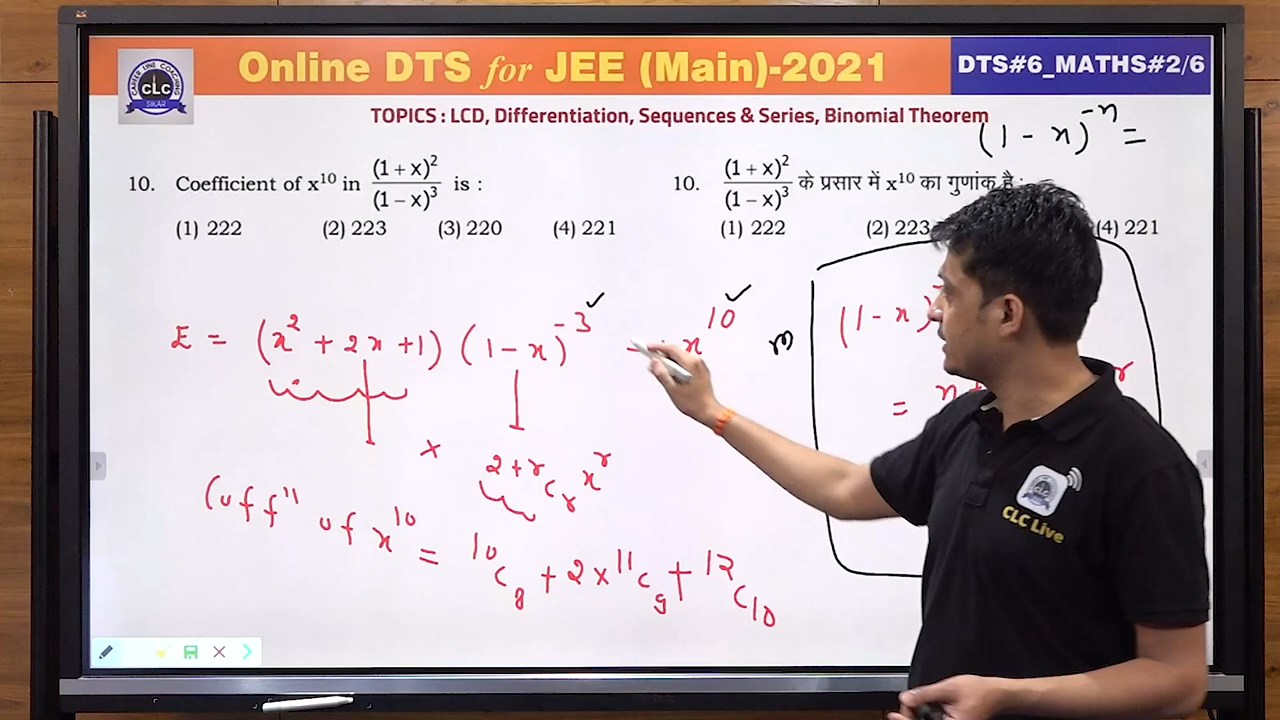 Online DTS for JEE (Main)-2021
DTS#6_MATHS#2/6
CAREER LINE COACHING
CLC
SIKAR
TOPICS : LCD, Differentiation, Sequences & Series, Binomial Theorem
(1 - x)^-n =
10. Coefficient of x^10 in (1 + x)^2 / (1 – x)^3 is :
(1) 222 (2) 223 (3) 220 (4) 221
10. (1 + x)^2 / (1 – x)^3 के प्रसार में x^10 का गुणांक है :
(1) 222 (2) 223 (4) 221
E = (x^2 + 2x + 1) (1 - x)^-3 ✓ x^10 ✓
(1 - x)
= n+ r
× ^2+r C_r x^r
Coff^n of x^10 = ^10C_8 + 2 x ^11C_9 + ^12C_10
CLC
CLC Live